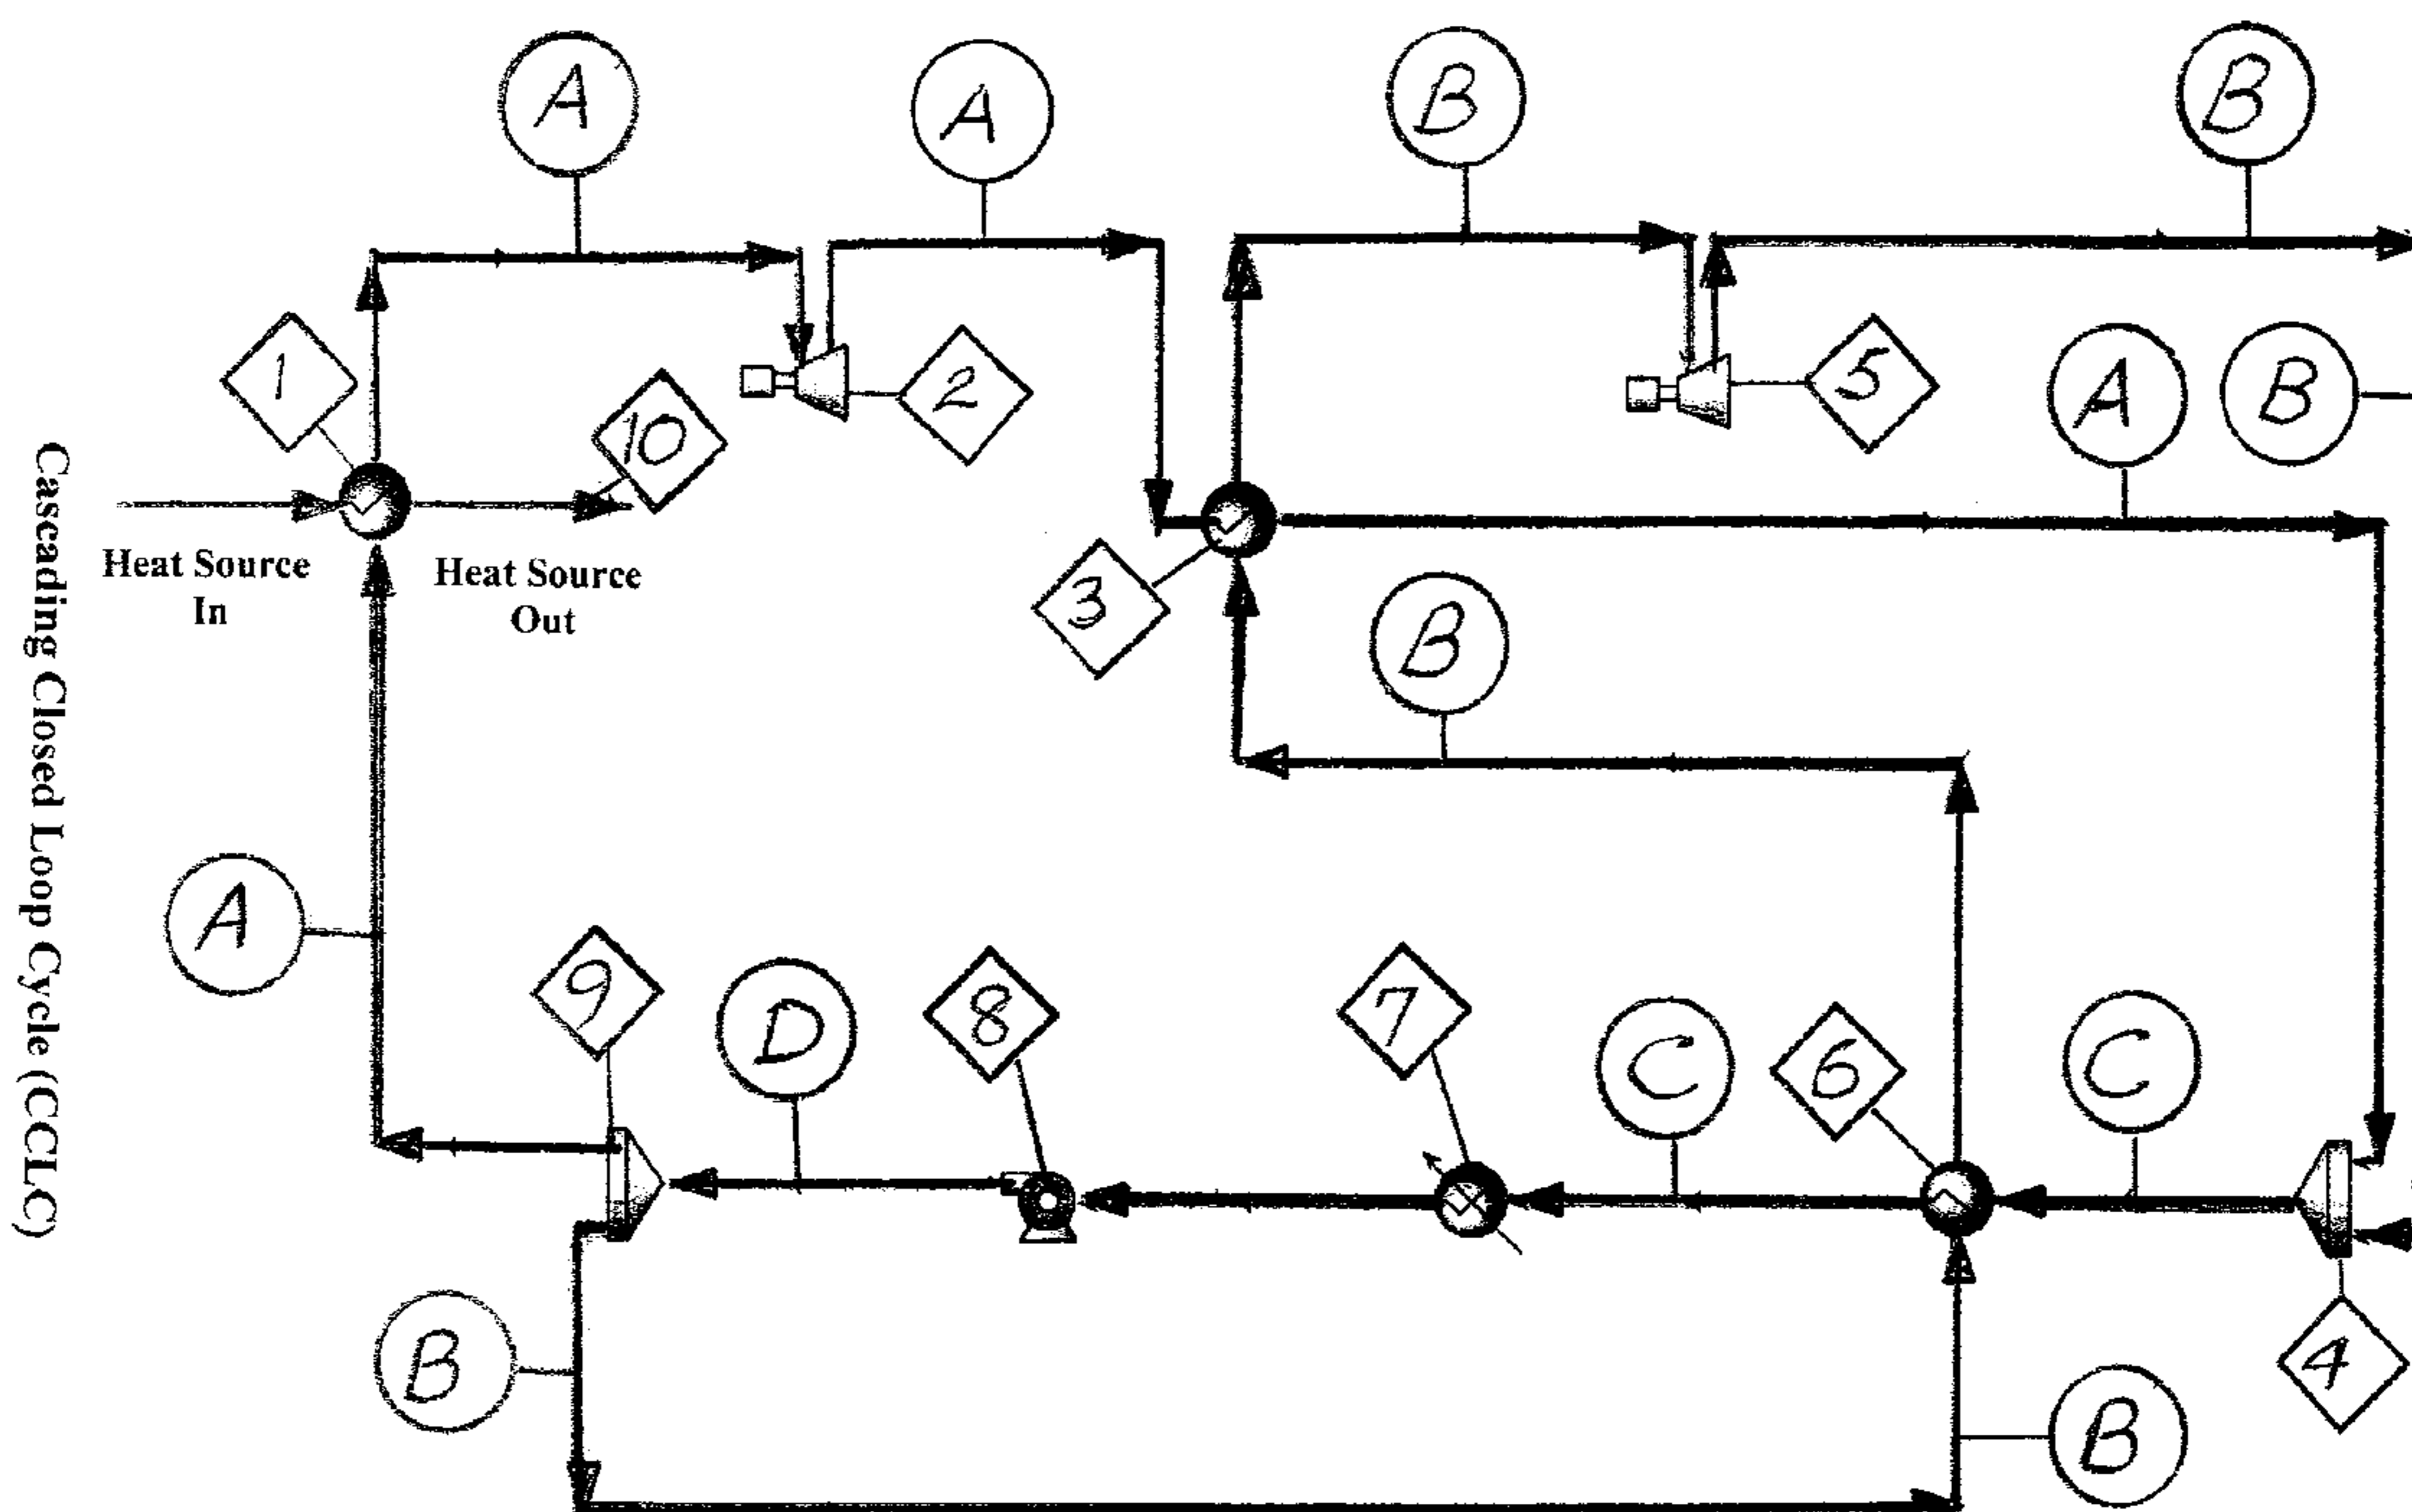 Cascading Closed Loop Cycle (CCLC)
A
A
B
B
1
10
2
5
A
B
Heat Source
In
Heat Source
Out
3
B
A
9
D
8
7
C
6
C
B
4
B